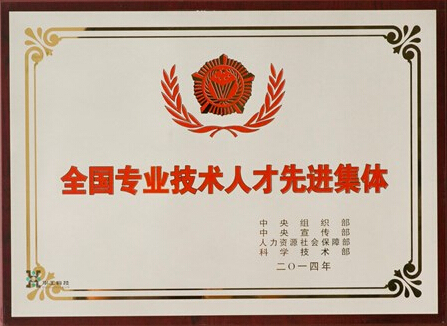 全国专业技术人才先进集体
中央组织部
中央宣传部
人力资源社会保障部
科学技术部
二〇一四年